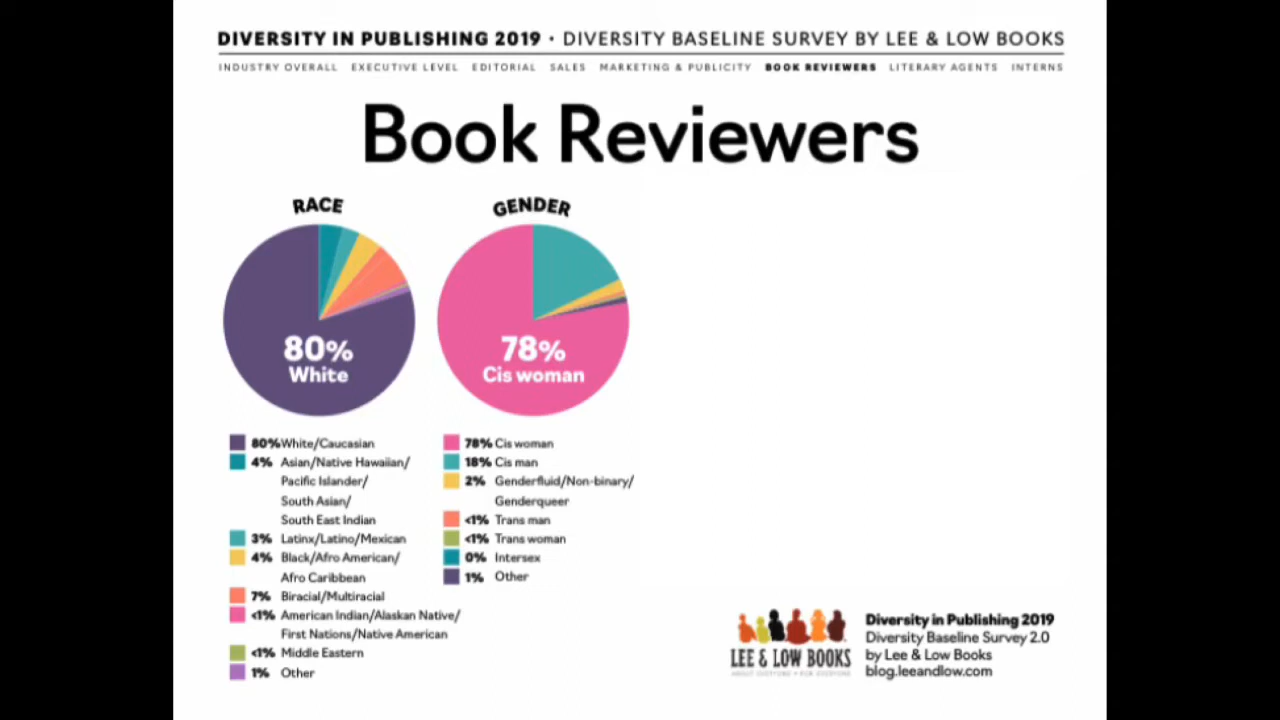 DIVERSITY IN PUBLISHING 2019 · DIVERSITY BASELINE SURVEY BY LEE & LOW BOOKS
INDUSTRY OVERALL EXECUTIVE LEVEL EDITORIAL SALES MARKETING & PUBLICITY BOOK REVIEWERS LITERARY AGENTS INTERNS
Book Reviewers
RACE
80%
White
80% White/Caucasian
4% Asian/Native Hawaiian/
Pacific Islander/
South Asian/
South East Indian
3% Latinx/Latino/Mexican
4% Black/Afro American/
Afro Caribbean
7% Biracial/Multiracial
<1% American Indian/Alaskan Native/
First Nations/Native American
<1% Middle Eastern
1% Other
GENDER
78%
Cis woman
78% Cis woman
18% Cis man
2% Genderfluid/Non-binary/
Genderqueer
<1% Trans man
<1% Trans woman
0% Intersex
1% Other
LEE & LOW BOOKS
ABOUT EVERYONE • FOR EVERYONE
Diversity in Publishing 2019
Diversity Baseline Survey 2.0
by Lee & Low Books
blog.leeandlow.com